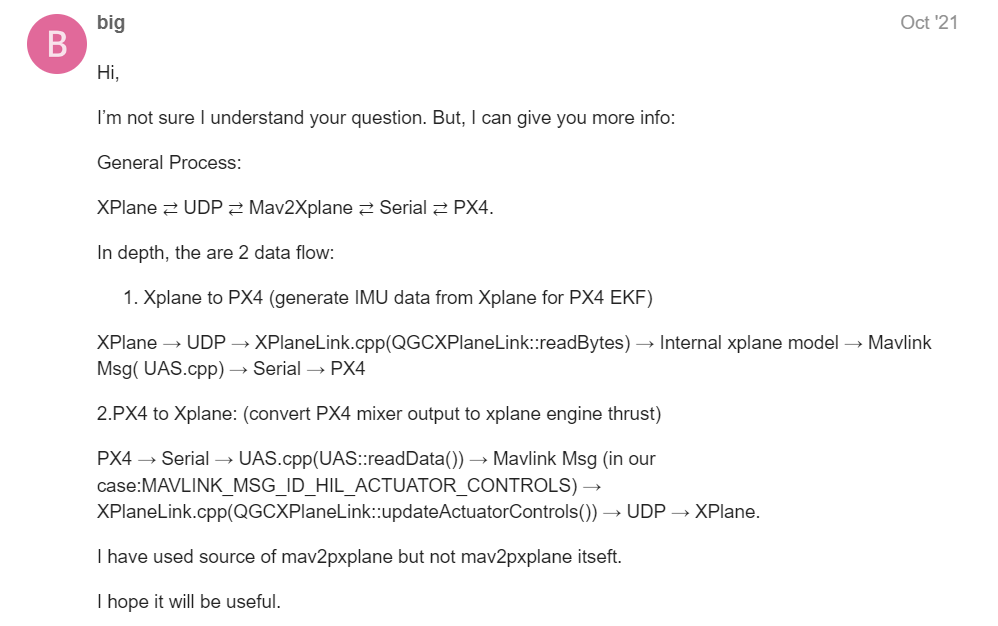 B
big
Oct '21
Hi,
I'm not sure I understand your question. But, I can give you more info:
General Process:
XPlane ⇄ UDP ⇄ Mav2Xplane ⇄ Serial ⇄ PX4.
In depth, the are 2 data flow:
1. Xplane to PX4 (generate IMU data from Xplane for PX4 EKF)
XPlane → UDP → XPlaneLink.cpp(QGCXPlaneLink::readBytes) → Internal xplane model → Mavlink
Msg( UAS.cpp) → Serial → PX4
2.PX4 to Xplane: (convert PX4 mixer output to xplane engine thrust)
PX4 → Serial → UAS.cpp(UAS::readData()) → Mavlink Msg (in our
case:MAVLINK_MSG_ID_HIL_ACTUATOR_CONTROLS) →
XPlaneLink.cpp(QGCXPlaneLink::updateActuatorControls()) → UDP → XPlane.
I have used source of mav2pxplane but not mav2pxplane itseft.
I hope it will be useful.